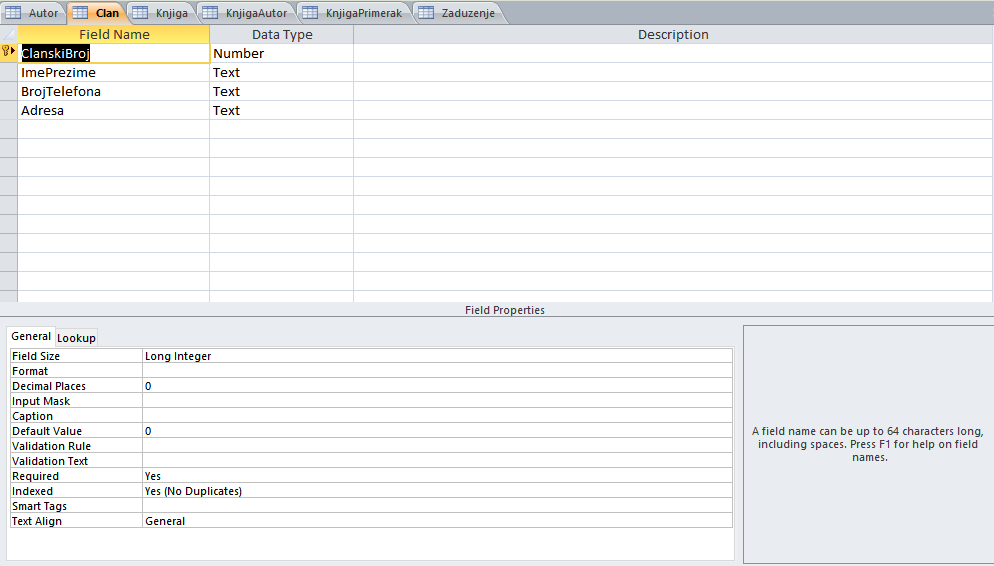 Autor Clan Knjiga KnjigaAutor KnjigaPrimerak Zaduzenje
Field Name Data Type Description
ClanskiBroj Number
ImePrezime Text
BrojTelefona Text
Adresa Text
Field Properties
General Lookup
Field Size Long Integer
Format
Decimal Places 0
Input Mask
Caption
Default Value 0
Validation Rule
Validation Text
Required Yes
Indexed Yes (No Duplicates)
Smart Tags
Text Align General
A field name can be up to 64 characters long,
including spaces. Press F1 for help on field
names.